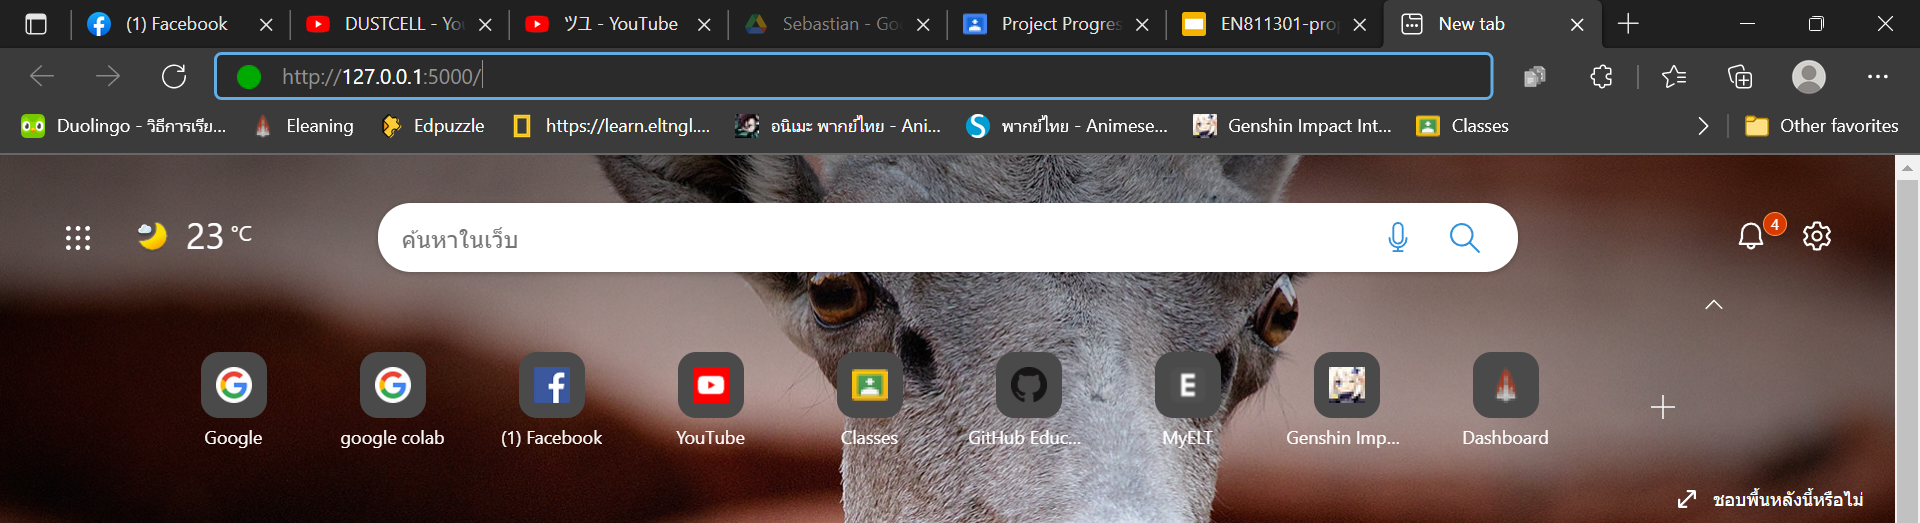 (1) Facebook
DUSTCELL - You
ツユ - YouTube
Sebastian - Goo
Project Progres
EN811301-prop
New tab
http://127.0.0.1:5000/
Duolingo - วิธีการเรีย...
Eleaning
Edpuzzle
https://learn.eltngl....
อนิเมะ พากย์ไทย - Ani...
พากย์ไทย - Animese...
Genshin Impact Int...
Classes
Other favorites
23 °C
ค้นหาในเว็บ
4
Google
google colab
(1) Facebook
YouTube
Classes
GitHub Educ...
E
MyELT
Genshin Imp...
Dashboard
ชอบพื้นหลังนี้หรือไม่